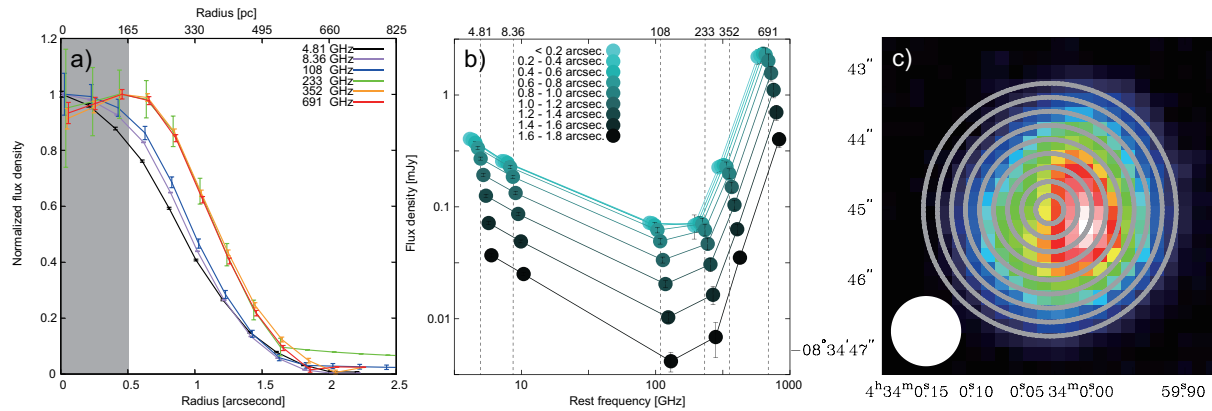 Radius [pc]
0 165 330 495 660 825
a)
4.81 GHz
8.36 GHz
108 GHz
233 GHz
352 GHz
691 GHz
Normalized flux density
1.2
1
0.8
0.6
0.4
0.2
0
0 0.5 1 1.5 2 2.5
Radius [arcsecond]
4.81 8.36 108 233 352 691
b)
< 0.2 arcsec.
0.2 - 0.4 arcsec.
0.4 - 0.6 arcsec.
0.6 - 0.8 arcsec.
0.8 - 1.0 arcsec.
1.0 - 1.2 arcsec.
1.2 - 1.4 arcsec.
1.4 - 1.6 arcsec.
1.6 - 1.8 arcsec.
Flux density [mJy]
1
0.1
0.01
10 100 1000
Rest frequency [GHz]
c)
43"
44"
45"
46"
−08°34′47"
4ʰ34ᵐ0ˢ.15 0ˢ.10 0ˢ.05 34ᵐ0ˢ.00 59ˢ.90